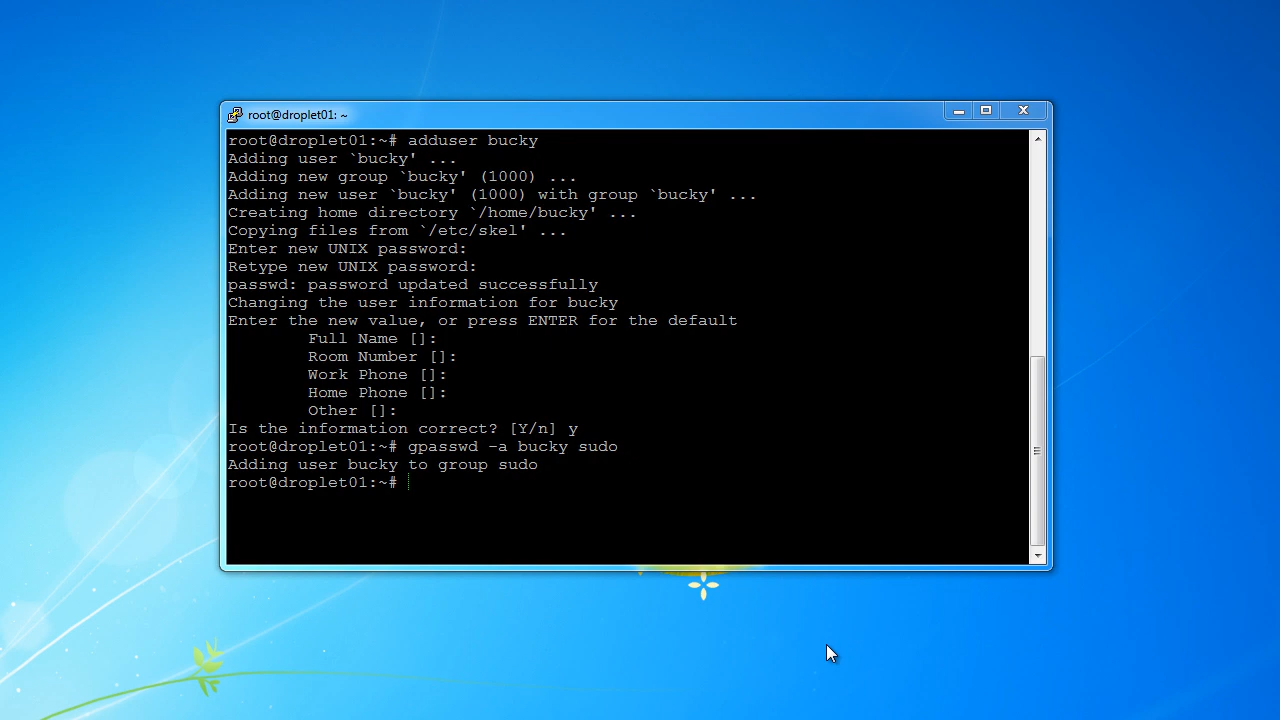 root@droplet01: ~
root@droplet01:~# adduser bucky
Adding user `bucky' ...
Adding new group `bucky' (1000) ...
Adding new user `bucky' (1000) with group `bucky' ...
Creating home directory `/home/bucky' ...
Copying files from `/etc/skel' ...
Enter new UNIX password:
Retype new UNIX password:
passwd: password updated successfully
Changing the user information for bucky
Enter the new value, or press ENTER for the default
Full Name []:
Room Number []:
Work Phone []:
Home Phone []:
Other []:
Is the information correct? [Y/n] y
root@droplet01:~# gpasswd -a bucky sudo
Adding user bucky to group sudo
root@droplet01:~#